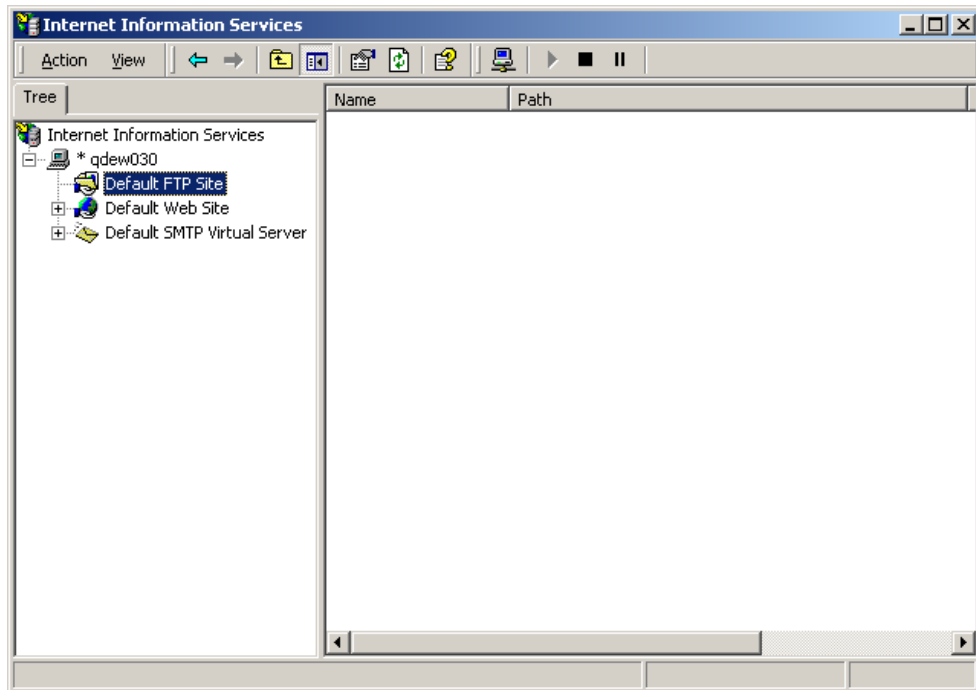 Internet Information Services
Action View
Tree
Name Path
Internet Information Services
* qdew030
Default FTP Site
Default Web Site
Default SMTP Virtual Server